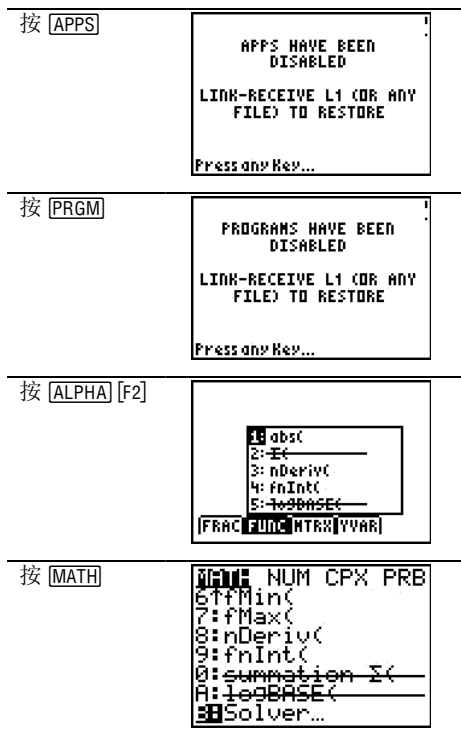 按 [APPS]
APPS HAVE BEEN
DISABLED
LINK-RECEIVE L1 (OR ANY
FILE) TO RESTORE
Press any Key...
按 [PRGM]
PROGRAMS HAVE BEEN
DISABLED
LINK-RECEIVE L1 (OR ANY
FILE) TO RESTORE
Press any Key...
按 [ALPHA] [F2]
1: abs(
2: Σ(
3: nDeriv(
4: fnInt(
5: logBASE(
FRAC FUNC MTRX YVAR
按 [MATH]
MATH NUM CPX PRB
6↑fMin(
7:fMax(
8:nDeriv(
9:fnInt(
0:summation Σ(
A:logBASE(
B:Solver…